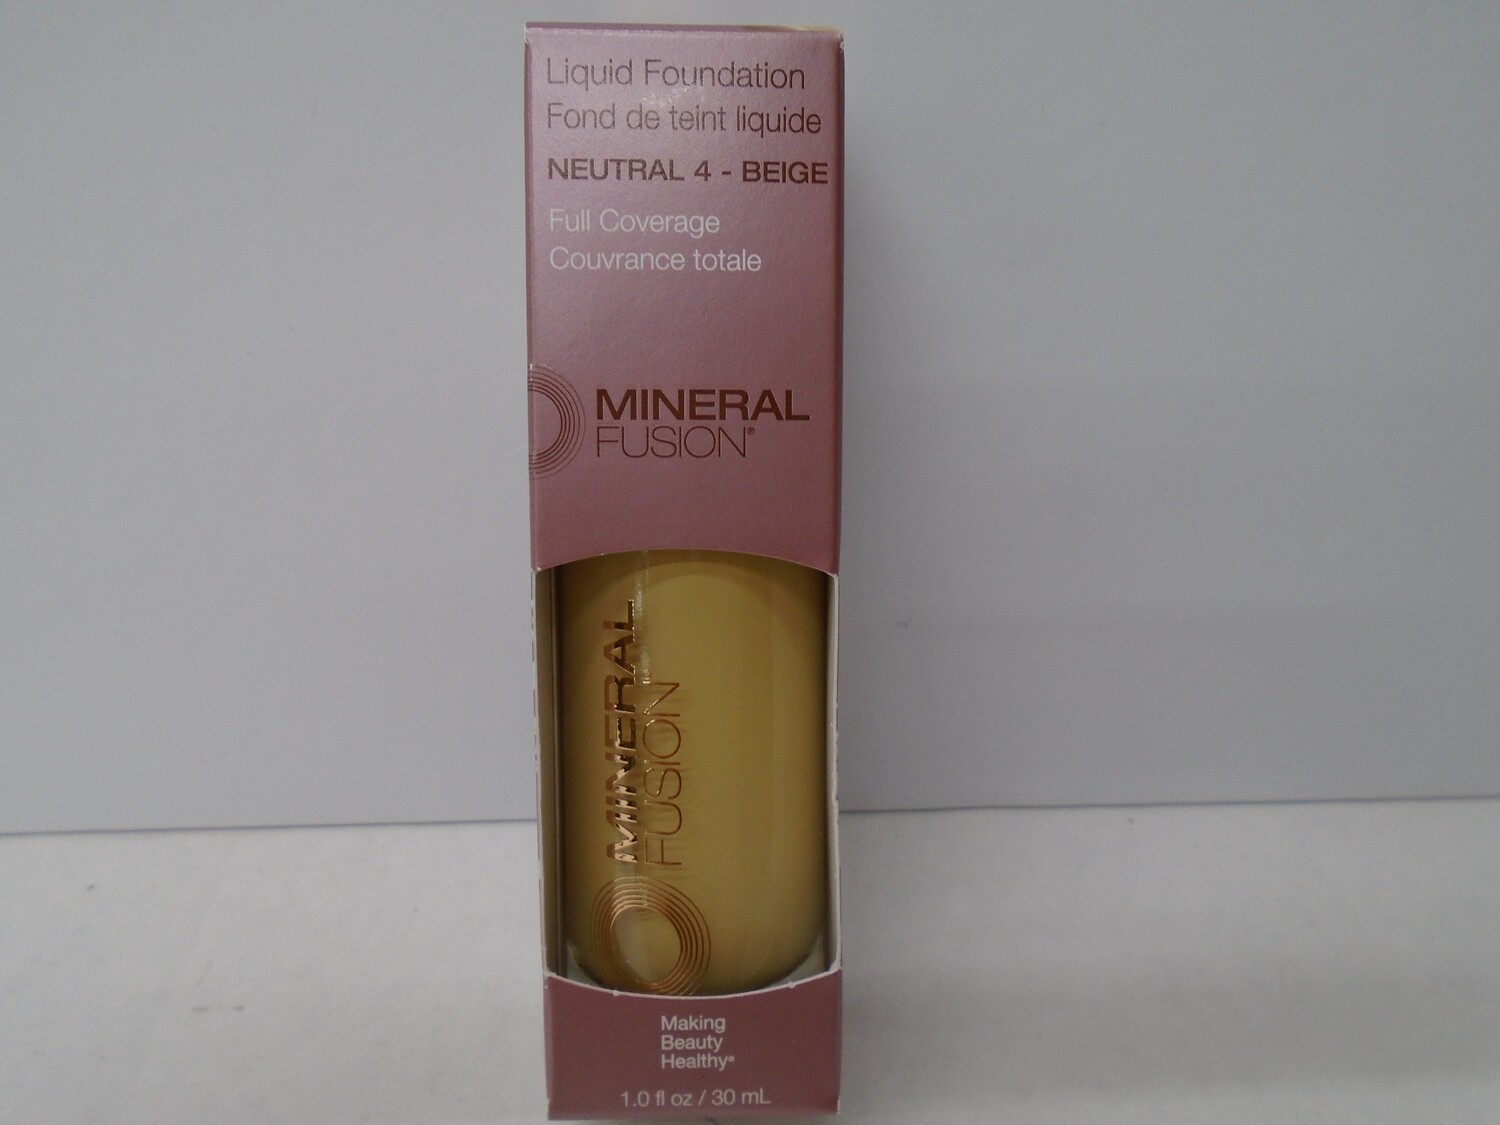 Liquid Foundation
Fond de teint liquide
NEUTRAL 4 - BEIGE
Full Coverage
Couvrance totale
MINERAL
FUSION®
MINERAL
FUSION
Making
Beauty
Healthy®
1.0 fl oz / 30 mL